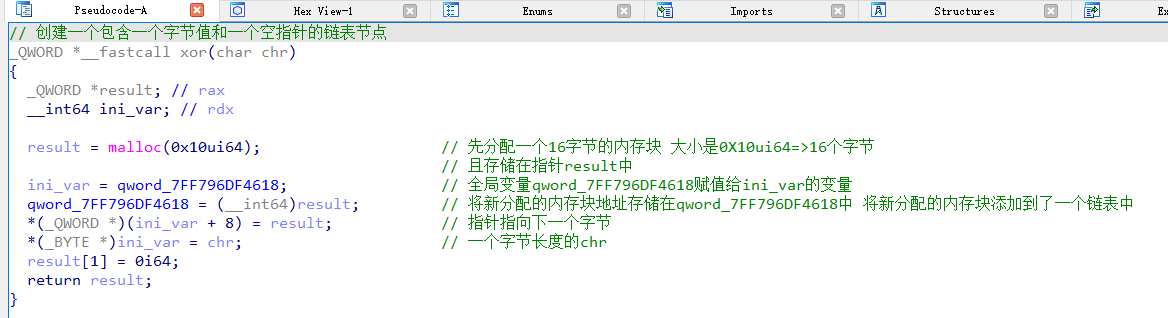 Pseudocode-A Hex View-1 Enums Imports Structures Ex
// 创建一个包含一个字节值和一个空指针的链表节点
_QWORD *__fastcall xor(char chr)
{
_QWORD *result; // rax
__int64 ini_var; // rdx
result = malloc(0x10ui64); // 先分配一个16字节的内存块 大小是0X10ui64=>16个字节
// 且存储在指针result中
ini_var = qword_7FF796DF4618; // 全局变量qword_7FF796DF4618赋值给ini_var的变量
qword_7FF796DF4618 = (__int64)result; // 将新分配的内存块地址存储在qword_7FF796DF4618中 将新分配的内存块添加到了一个链表中
*(_QWORD *)(ini_var + 8) = result; // 指针指向下一个字节
*(_BYTE *)ini_var = chr; // 一个字节长度的chr
result[1] = 0i64;
return result;
}